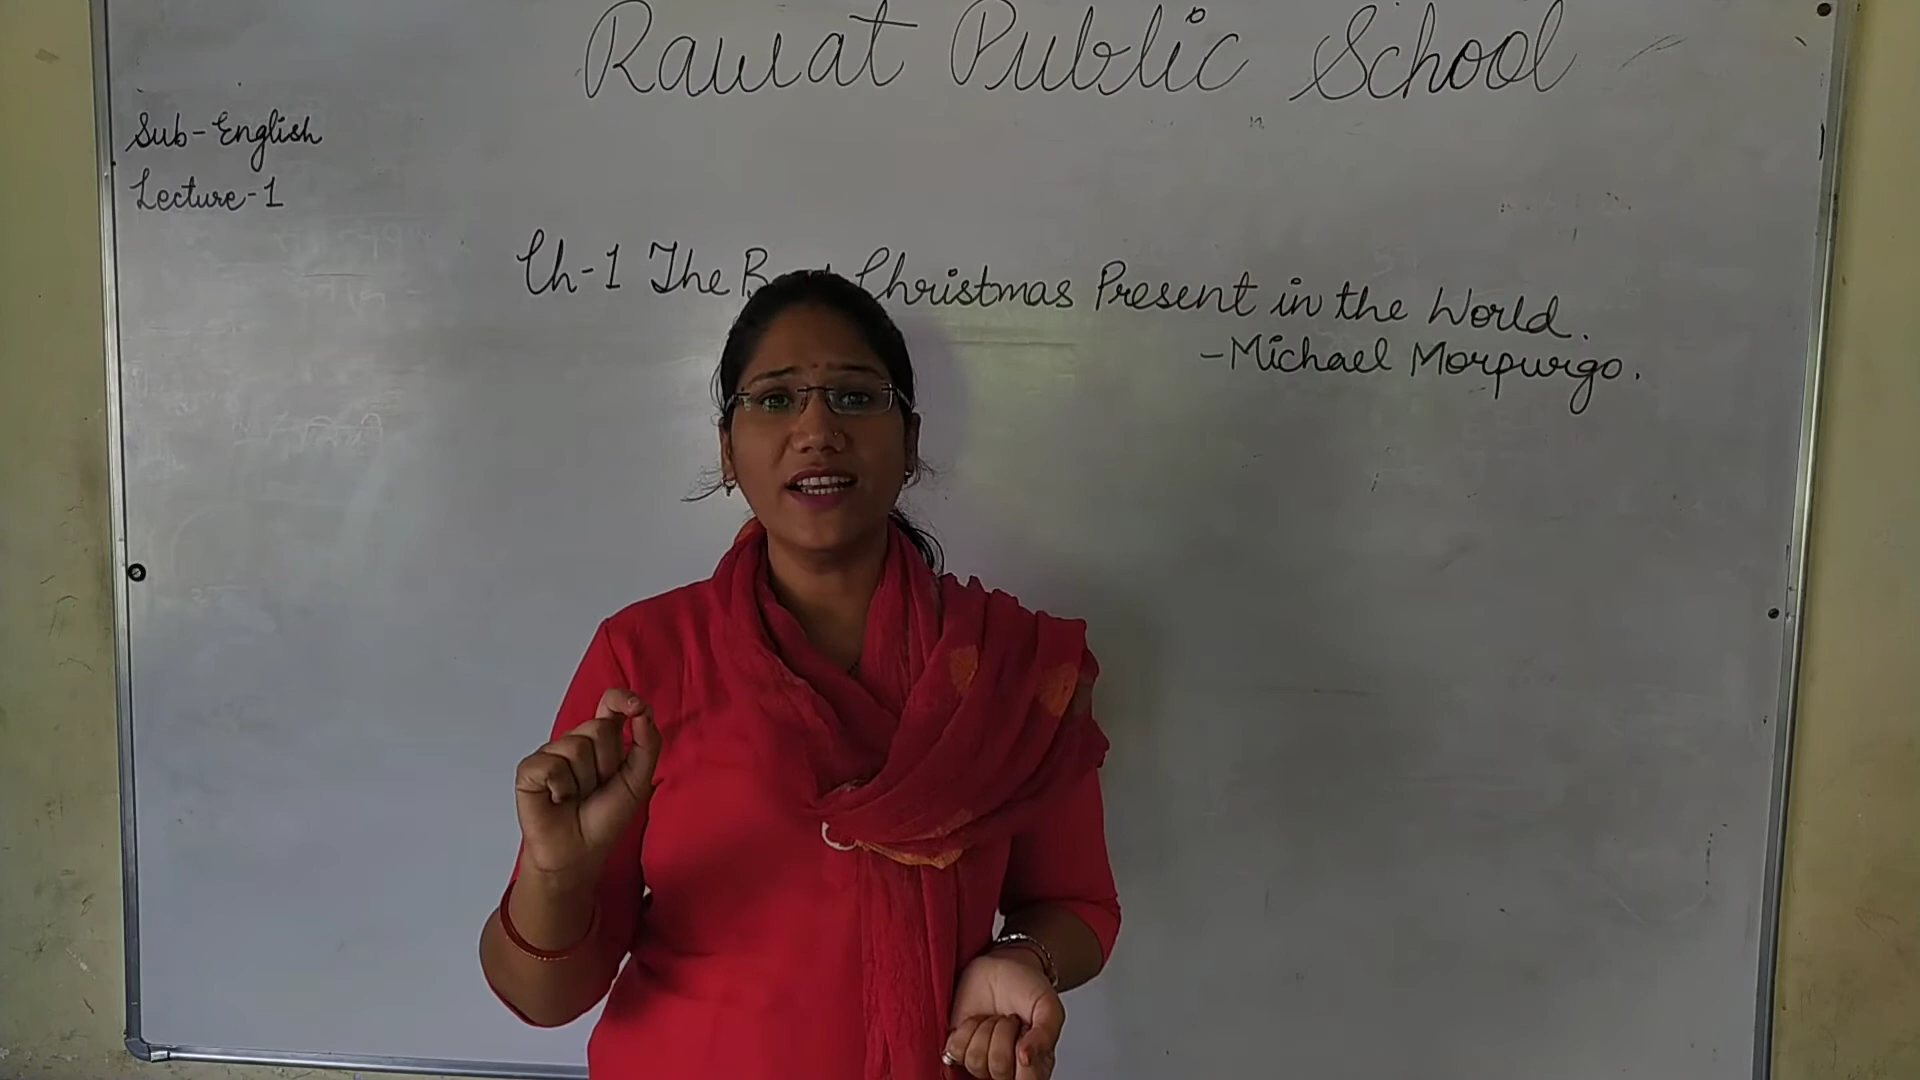 Rawat Public School
Sub-English
Lecture-1
Ch-1 The Christmas Present in the World.
-Michael Morpurgo.